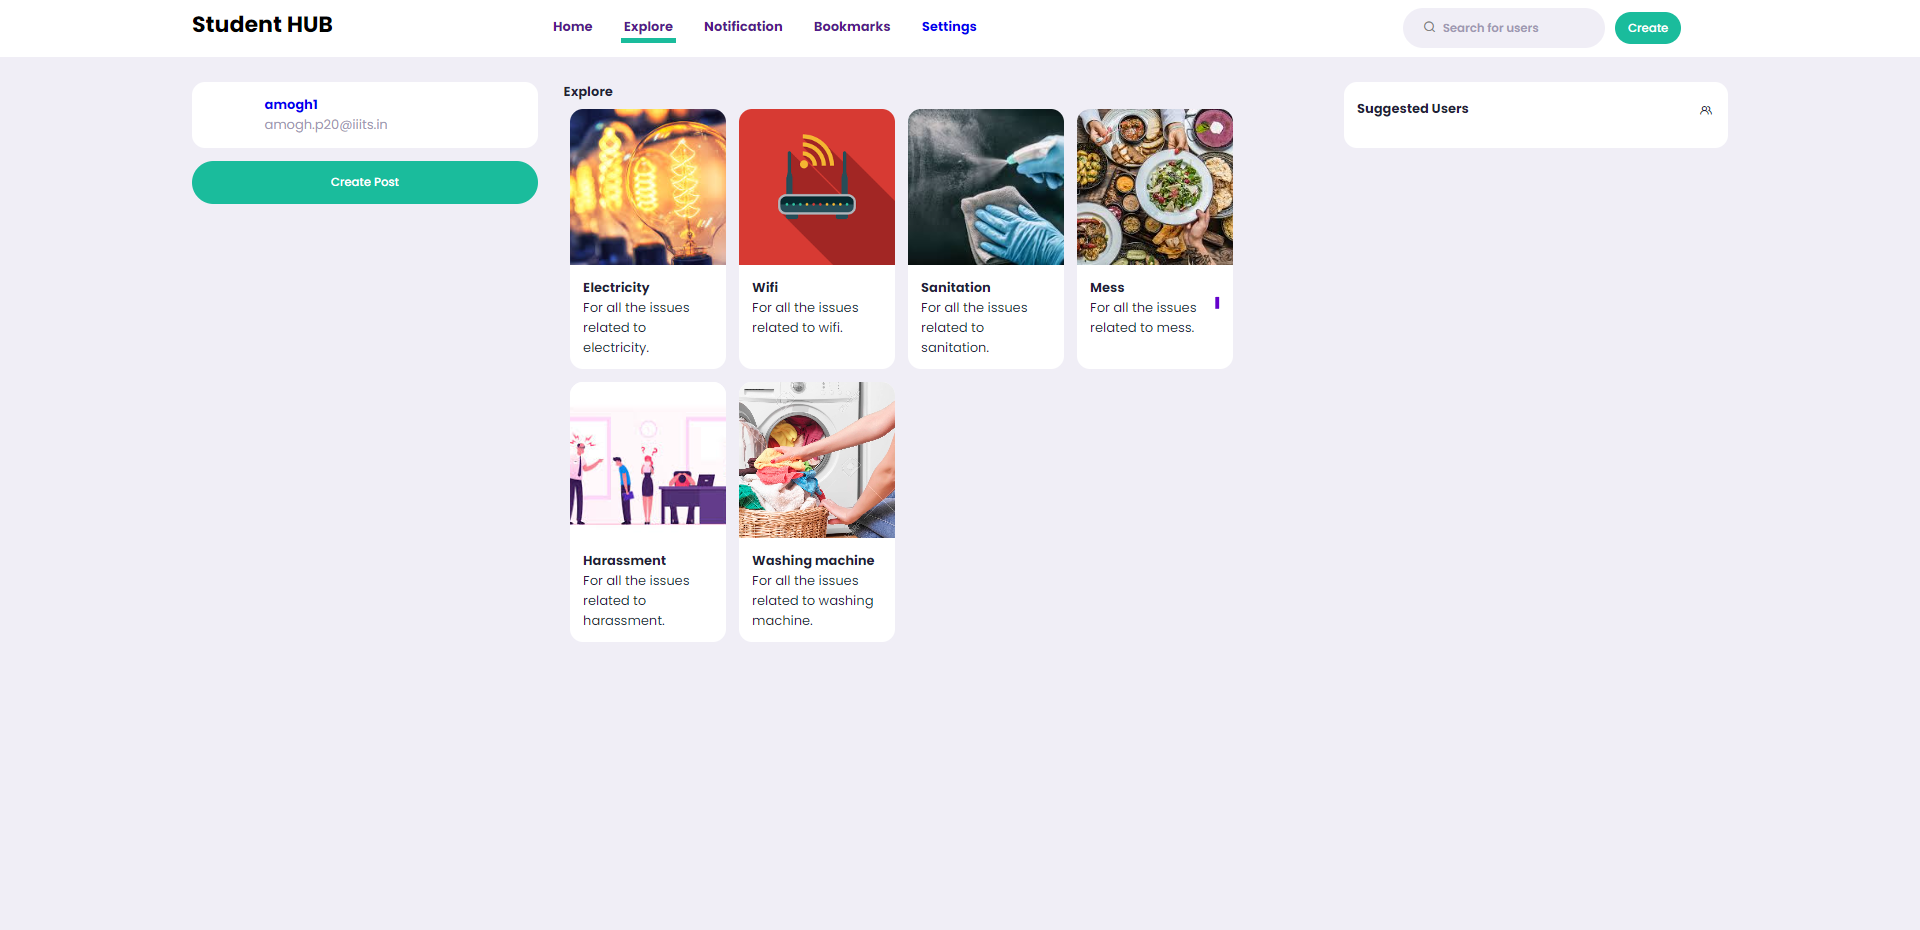 Student HUB
Home
Explore
Notification
Bookmarks
Settings
Search for users
Create
amogh1
amogh.p20@iiits.in
Create Post
Explore
Electricity
For all the issues
related to
electricity.
Wifi
For all the issues
related to wifi.
Sanitation
For all the issues
related to
sanitation.
Mess
For all the issues
related to mess.
Harassment
For all the issues
related to
harassment.
Washing machine
For all the issues
related to washing
machine.
Suggested Users